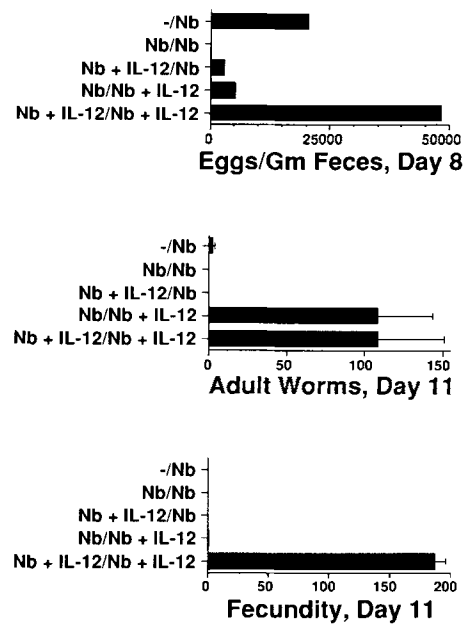 -/Nb
Nb/Nb
Nb + IL-12/Nb
Nb/Nb + IL-12
Nb + IL-12/Nb + IL-12
0 25000 50000
Eggs/Gm Feces, Day 8
-/Nb
Nb/Nb
Nb + IL-12/Nb
Nb/Nb + IL-12
Nb + IL-12/Nb + IL-12
0 50 100 150
Adult Worms, Day 11
-/Nb
Nb/Nb
Nb + IL-12/Nb
Nb/Nb + IL-12
Nb + IL-12/Nb + IL-12
0 50 100 150 200
Fecundity, Day 11